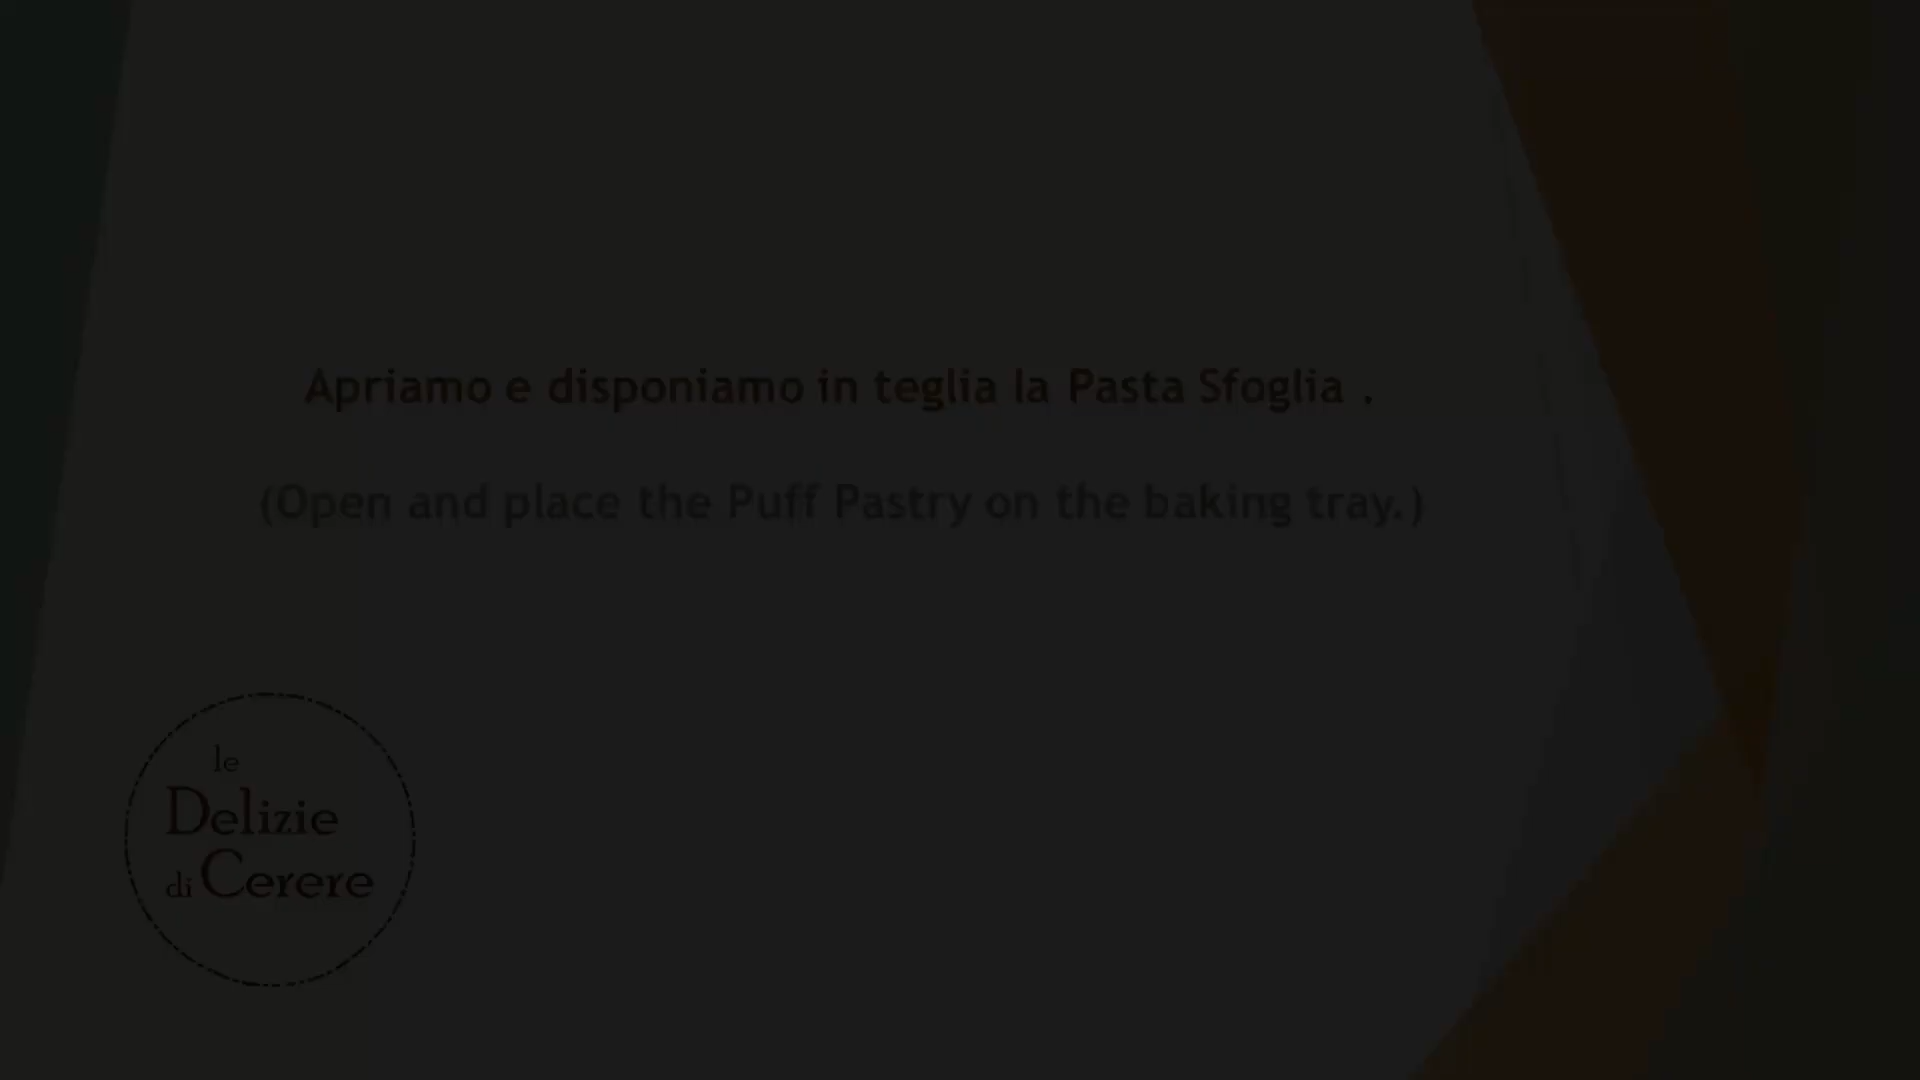 Apriamo e disponiamo in teglia la Pasta Sfoglia .
(Open and place the Puff Pastry on the baking tray.)
le
Delizie
di Cerere